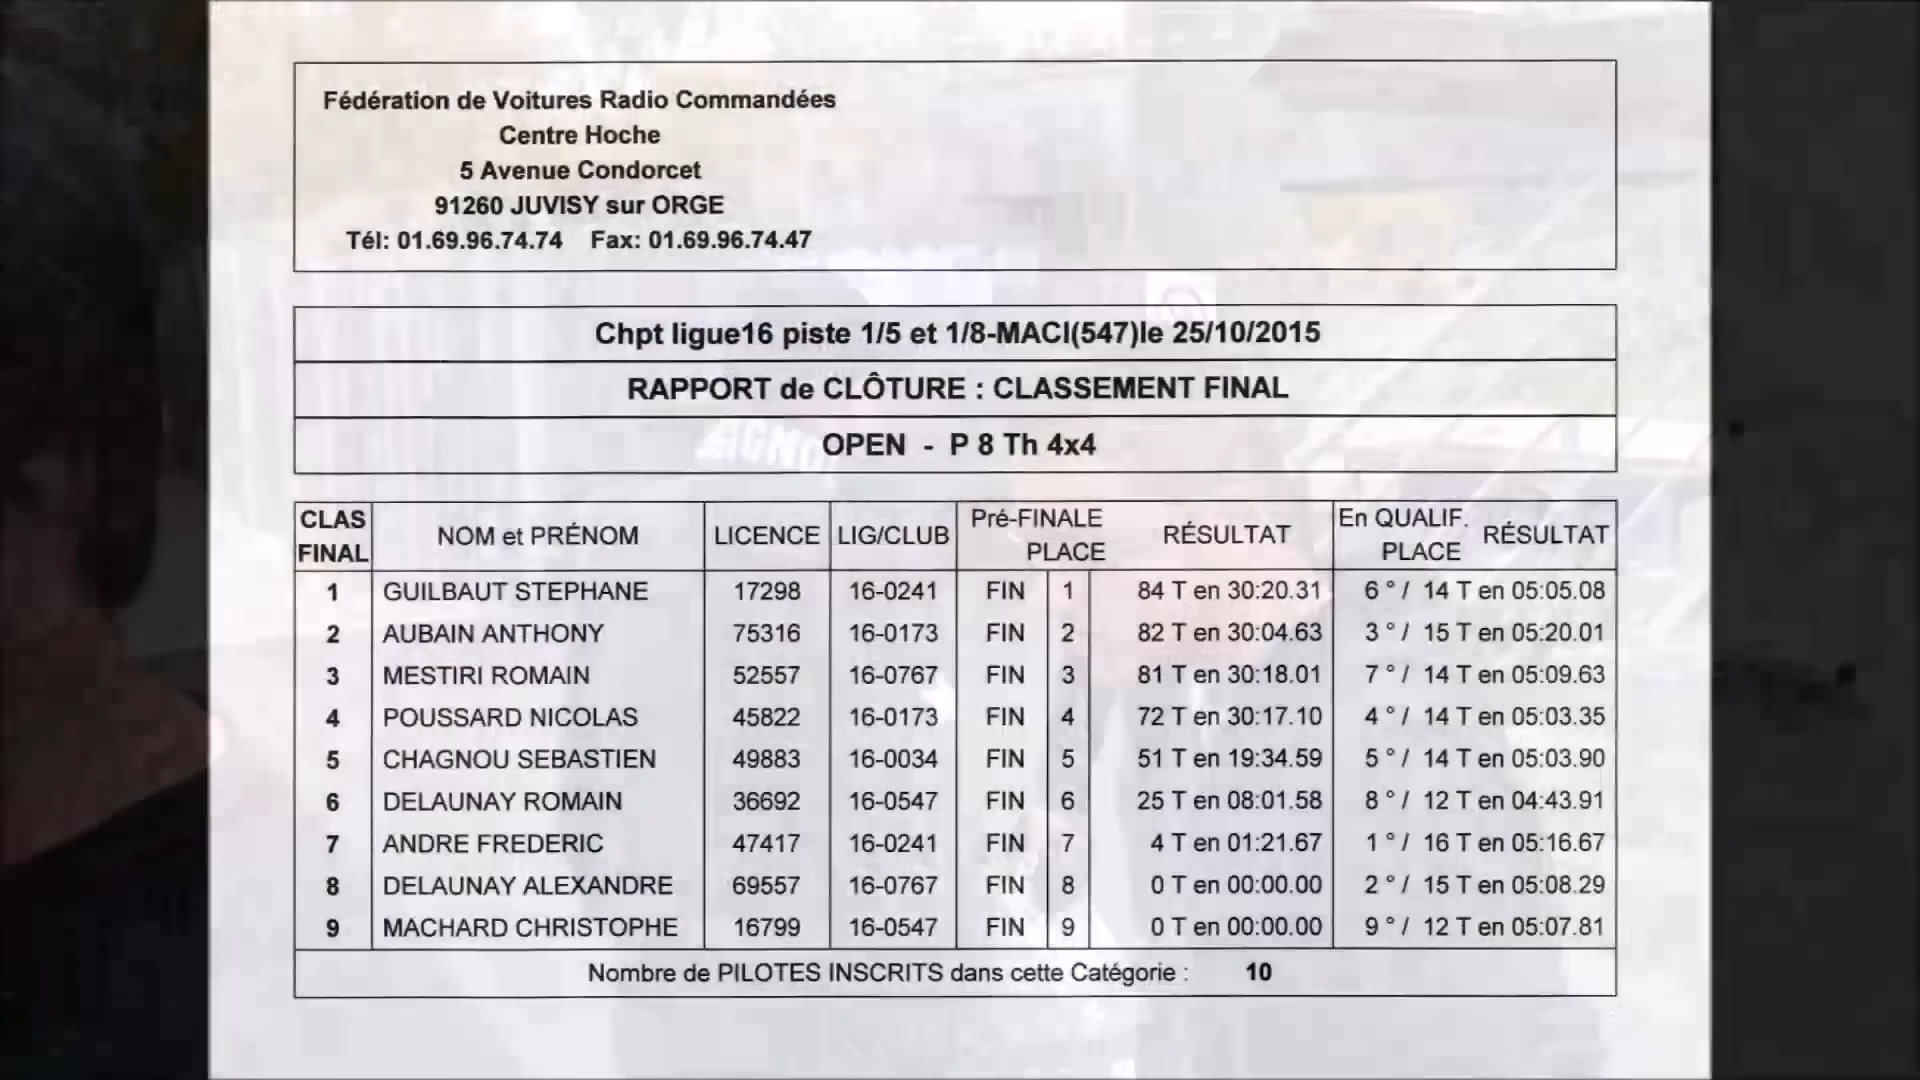 Fédération de Voitures Radio Commandées
Centre Hoche
5 Avenue Condorcet
91260 JUVISY sur ORGE
Tél: 01.69.96.74.74 Fax: 01.69.96.74.47
Chpt ligue16 piste 1/5 et 1/8-MACI(547)le 25/10/2015
RAPPORT de CLÔTURE : CLASSEMENT FINAL
OPEN - P 8 Th 4x4
CLAS FINAL NOM et PRÉNOM LICENCE LIG/CLUB Pré-FINALE PLACE RÉSULTAT En QUALIF. PLACE RÉSULTAT
1 GUILBAUT STEPHANE 17298 16-0241 FIN 1 84 T en 30:20.31 6 ° / 14 T en 05:05.08
2 AUBAIN ANTHONY 75316 16-0173 FIN 2 82 T en 30:04.63 3 ° / 15 T en 05:20.01
3 MESTIRI ROMAIN 52557 16-0767 FIN 3 81 T en 30:18.01 7 ° / 14 T en 05:09.63
4 POUSSARD NICOLAS 45822 16-0173 FIN 4 72 T en 30:17.10 4 ° / 14 T en 05:03.35
5 CHAGNOU SEBASTIEN 49883 16-0034 FIN 5 51 T en 19:34.59 5 ° / 14 T en 05:03.90
6 DELAUNAY ROMAIN 36692 16-0547 FIN 6 25 T en 08:01.58 8 ° / 12 T en 04:43.91
7 ANDRE FREDERIC 47417 16-0241 FIN 7 4 T en 01:21.67 1 ° / 16 T en 05:16.67
8 DELAUNAY ALEXANDRE 69557 16-0767 FIN 8 0 T en 00:00.00 2 ° / 15 T en 05:08.29
9 MACHARD CHRISTOPHE 16799 16-0547 FIN 9 0 T en 00:00.00 9 ° / 12 T en 05:07.81
Nombre de PILOTES INSCRITS dans cette Catégorie : 10